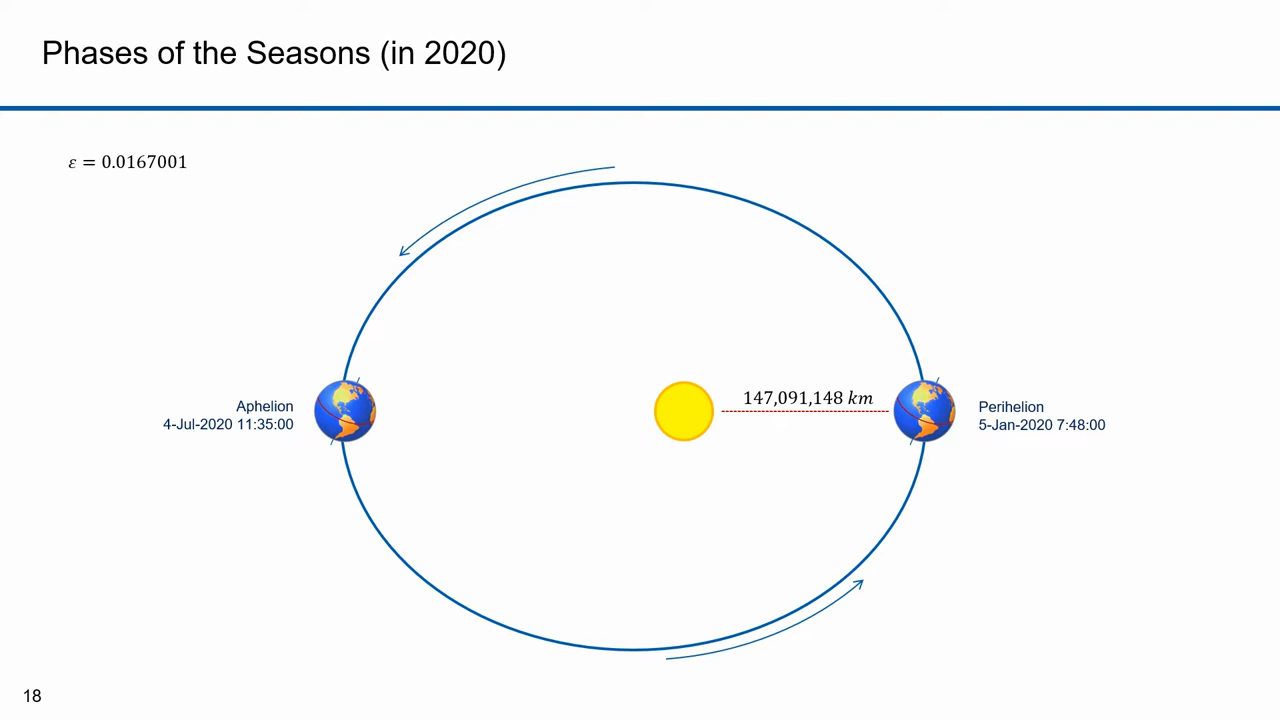 Phases of the Seasons (in 2020)
ε = 0.0167001
147,091,148 km
Aphelion
4-Jul-2020 11:35:00
Perihelion
5-Jan-2020 7:48:00
18